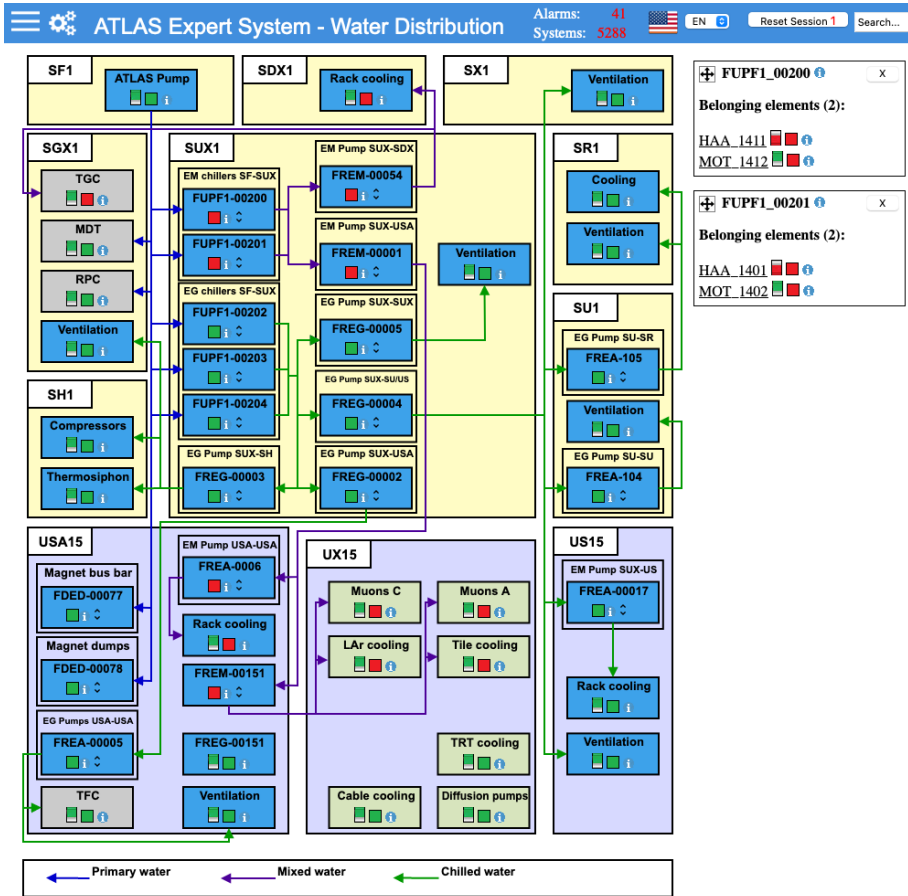 ATLAS Expert System - Water Distribution
Alarms: 41
Systems: 5288
EN
Reset Session 1
Search...
SF1
ATLAS Pump
SDX1
Rack cooling
SX1
Ventilation
SGX1
TGC
MDT
RPC
Ventilation
SH1
Compressors
Thermosiphon
SUX1
EM chillers SF-SUX
FUPF1-00200
FUPF1-00201
EG chillers SF-SUX
FUPF1-00202
FUPF1-00203
FUPF1-00204
EG Pump SUX-SH
FREG-00003
EM Pump SUX-SDX
FREM-00054
EM Pump SUX-USA
FREM-00001
EG Pump SUX-SUX
FREG-00005
EG Pump SUX-SU/US
FREG-00004
EG Pump SUX-USA
FREG-00002
Ventilation
SR1
Cooling
Ventilation
SU1
EG Pump SU-SR
FREA-105
Ventilation
EG Pump SU-SU
FREA-104
USA15
Magnet bus bar
FDED-00077
Magnet dumps
FDED-00078
EG Pumps USA-USA
FREA-00005
TFC
EM Pump USA-USA
FREA-0006
Rack cooling
FREM-00151
FREG-00151
Ventilation
UX15
Muons C
Muons A
LAr cooling
Tile cooling
TRT cooling
Cable cooling
Diffusion pumps
US15
EM Pump SUX-US
FREA-00017
Rack cooling
Ventilation
Primary water
Mixed water
Chilled water
FUPF1_00200
X
Belonging elements (2):
HAA_1411
MOT_1412
FUPF1_00201
X
Belonging elements (2):
HAA_1401
MOT_1402